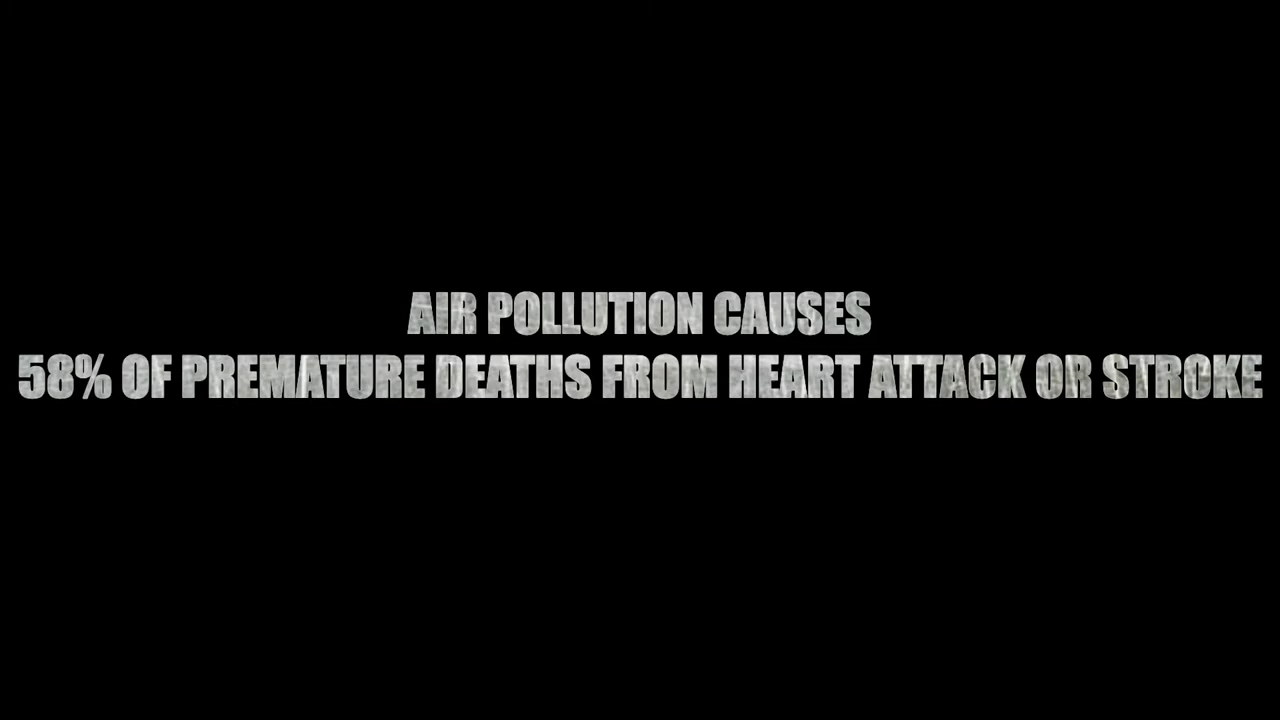 AIR POLLUTION CAUSES
58% OF PREMATURE DEATHS FROM HEART ATTACK OR STROKE